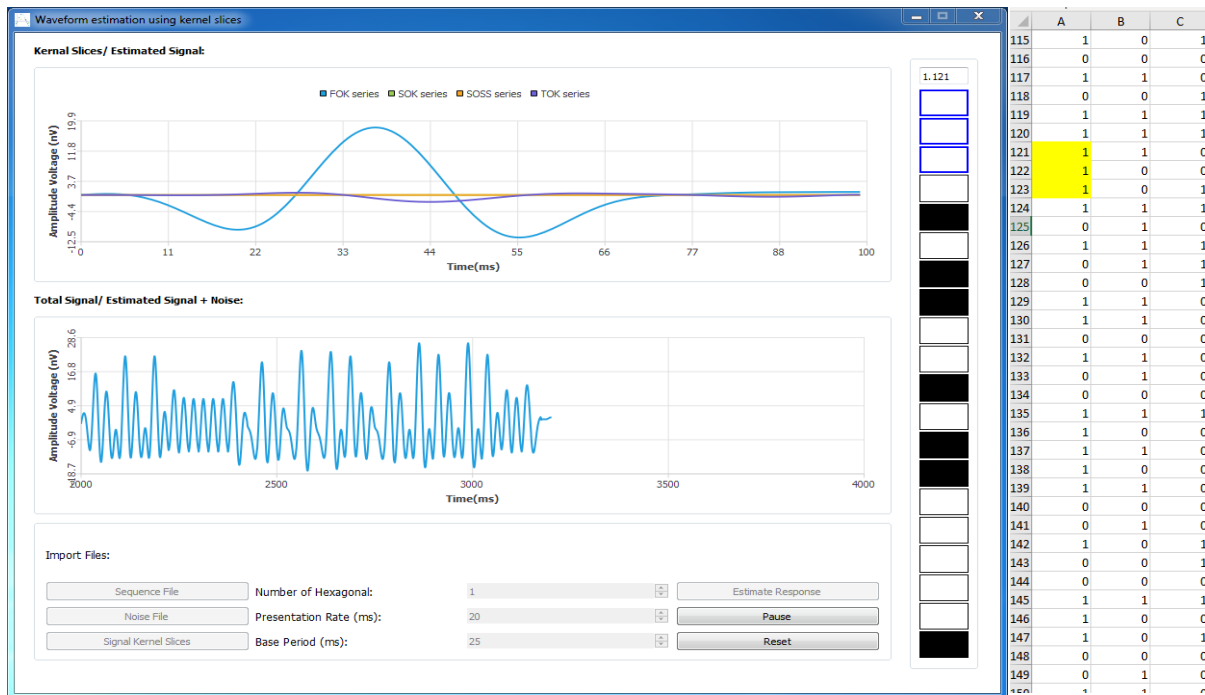 Waveform estimation using kernel slices
Kernal Slices/ Estimated Signal:
FOK series SOK series SOSS series TOK series
Amplitude Voltage (nV)
19.9
11.8
3.7
-4.4
-12.5
0 11 22 33 44 55 66 77 88 100
Time(ms)
Total Signal/ Estimated Signal + Noise:
Amplitude Voltage (nV)
28.6
16.8
4.9
-6.9
-18.7
2000 2500 3000 3500 4000
Time(ms)
Import Files:
Sequence File Number of Hexagonal: 1 Estimate Response
Noise File Presentation Rate (ms): 20 Pause
Signal Kernel Slices Base Period (ms): 25 Reset
1.121
A B C
115 1 0 1
116 0 0 0
117 1 1 0
118 0 0 1
119 1 1 1
120 1 1 1
121 1 1 0
122 1 0 0
123 1 0 1
124 1 1 1
125 0 1 0
126 1 1 1
127 0 1 1
128 0 0 1
129 1 1 0
130 1 1 0
131 0 0 0
132 1 1 0
133 0 1 0
134 0 0 0
135 1 1 1
136 1 0 0
137 1 1 0
138 1 0 0
139 1 1 0
140 0 0 0
141 0 1 0
142 1 0 1
143 0 0 1
144 0 0 0
145 1 1 1
146 1 0 0
147 1 0 1
148 0 0 0
149 0 1 0
150 1 1 0